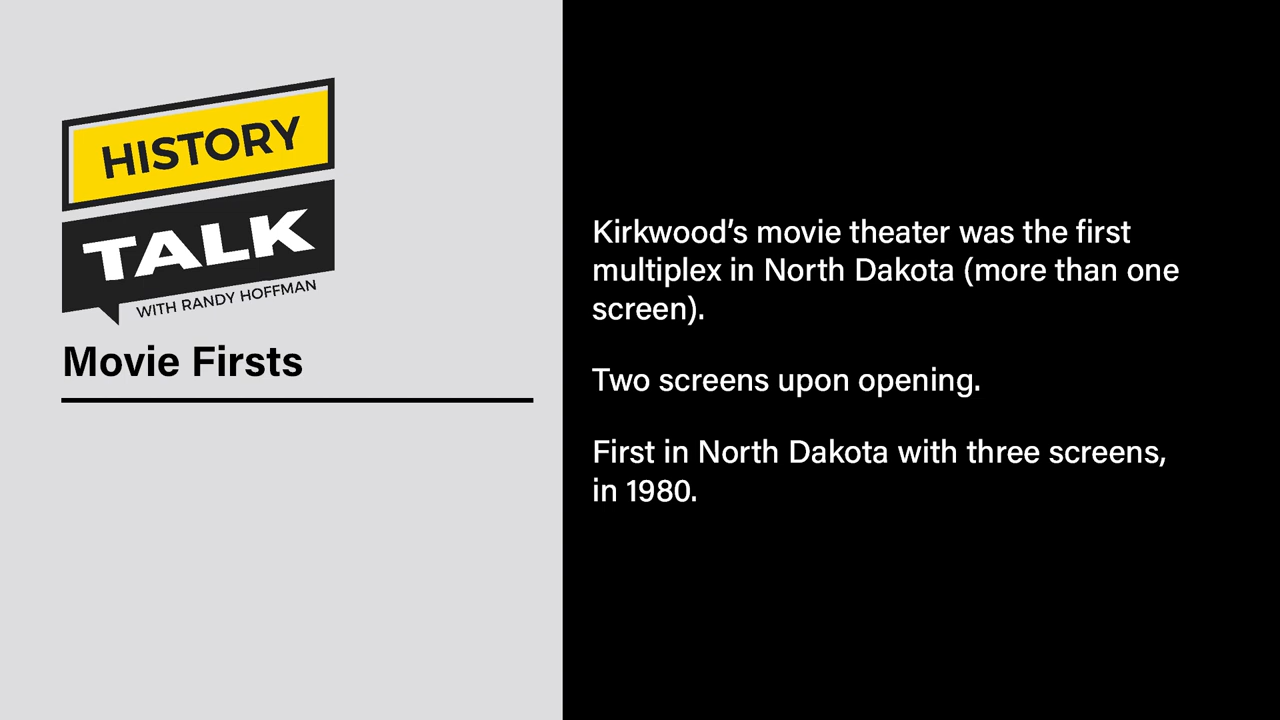 HISTORY
TALK
WITH RANDY HOFFMAN
Movie Firsts
Kirkwood’s movie theater was the first
multiplex in North Dakota (more than one
screen).
Two screens upon opening.
First in North Dakota with three screens,
in 1980.